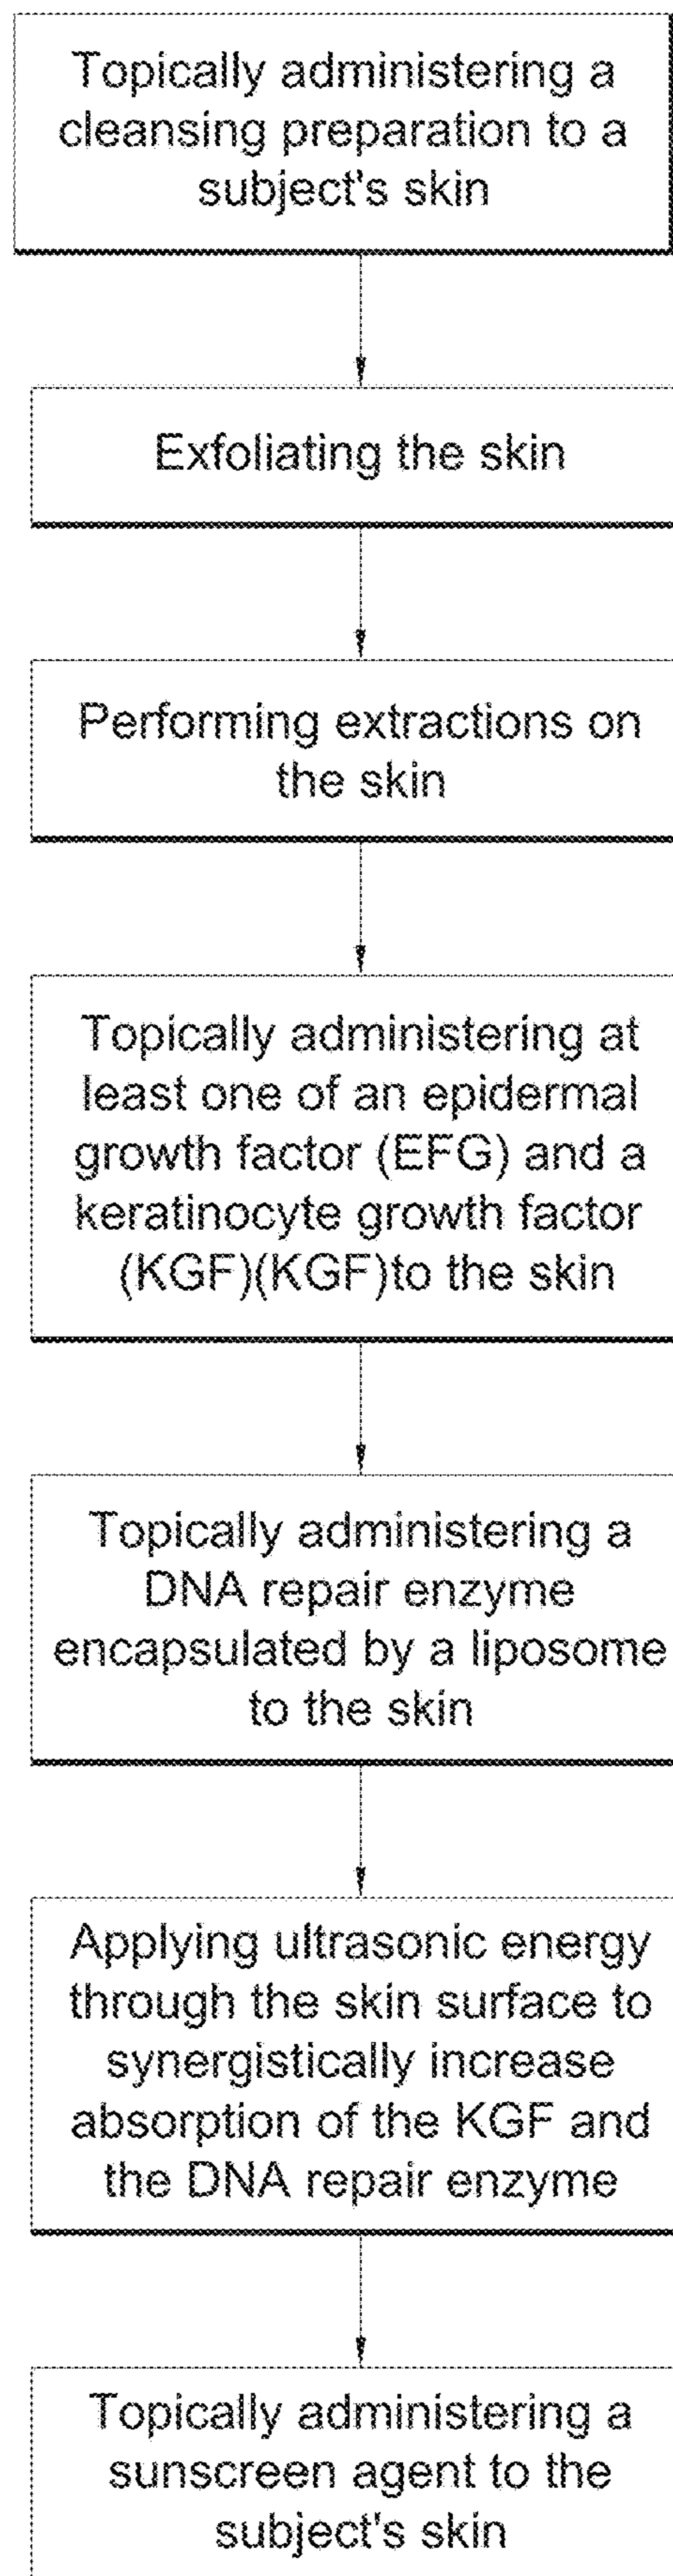 Topically administering a
cleansing preparation to a
subject's skin
Exfoliating the skin
Performing extractions on
the skin
Topically administering at
least one of an epidermal
growth factor (EFG) and a
keratinocyte growth factor
(KGF)(KGF)to the skin
Topically administering a
DNA repair enzyme
encapsulated by a liposome
to the skin
Applying ultrasonic energy
through the skin surface to
synergistically increase
absorption of the KGF and
the DNA repair enzyme
Topically administering a
sunscreen agent to the
subject's skin